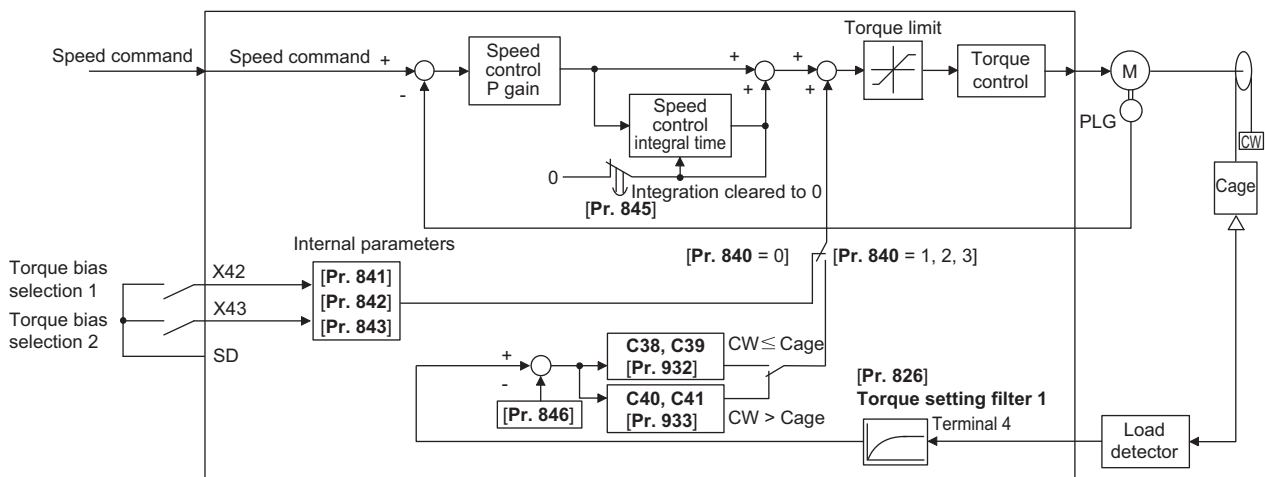 Speed command
Speed command
+
-
Speed
control
P gain
Speed
control
integral time
+
+
+
+
Torque limit
Torque
control
M
PLG
CW
Cage
0
Integration cleared to 0
[Pr. 845]
Internal parameters
[Pr. 840 = 0]
[Pr. 840 = 1, 2, 3]
Torque bias
selection 1
X42
[Pr. 841]
[Pr. 842]
[Pr. 843]
Torque bias
selection 2
X43
SD
+
-
[Pr. 846]
C38, C39
[Pr. 932]
CW ≤ Cage
C40, C41
[Pr. 933]
CW > Cage
[Pr. 826]
Torque setting filter 1
Terminal 4
Load
detector